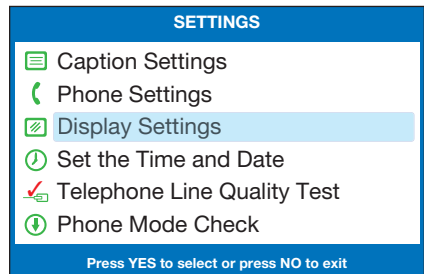 SETTINGS
Caption Settings
Phone Settings
Display Settings
Set the Time and Date
Telephone Line Quality Test
Phone Mode Check
Press YES to select or press NO to exit